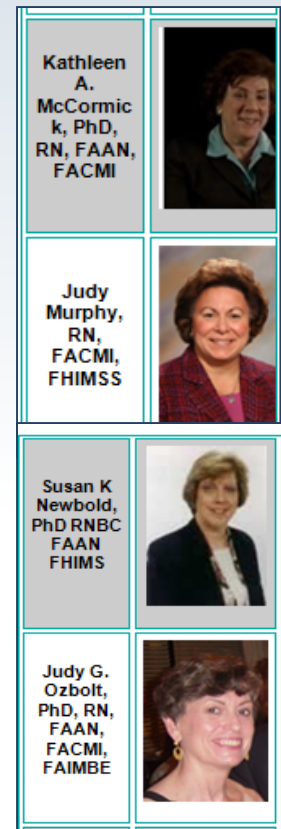 Kathleen
A.
McCormic
k, PhD,
RN, FAAN,
FACMI
Judy
Murphy,
RN,
FACMI,
FHIMSS
Susan K
Newbold,
PhD RNBC
FAAN
FHIMS
Judy G.
Ozbolt,
PhD, RN,
FAAN,
FACMI,
FAIMBE